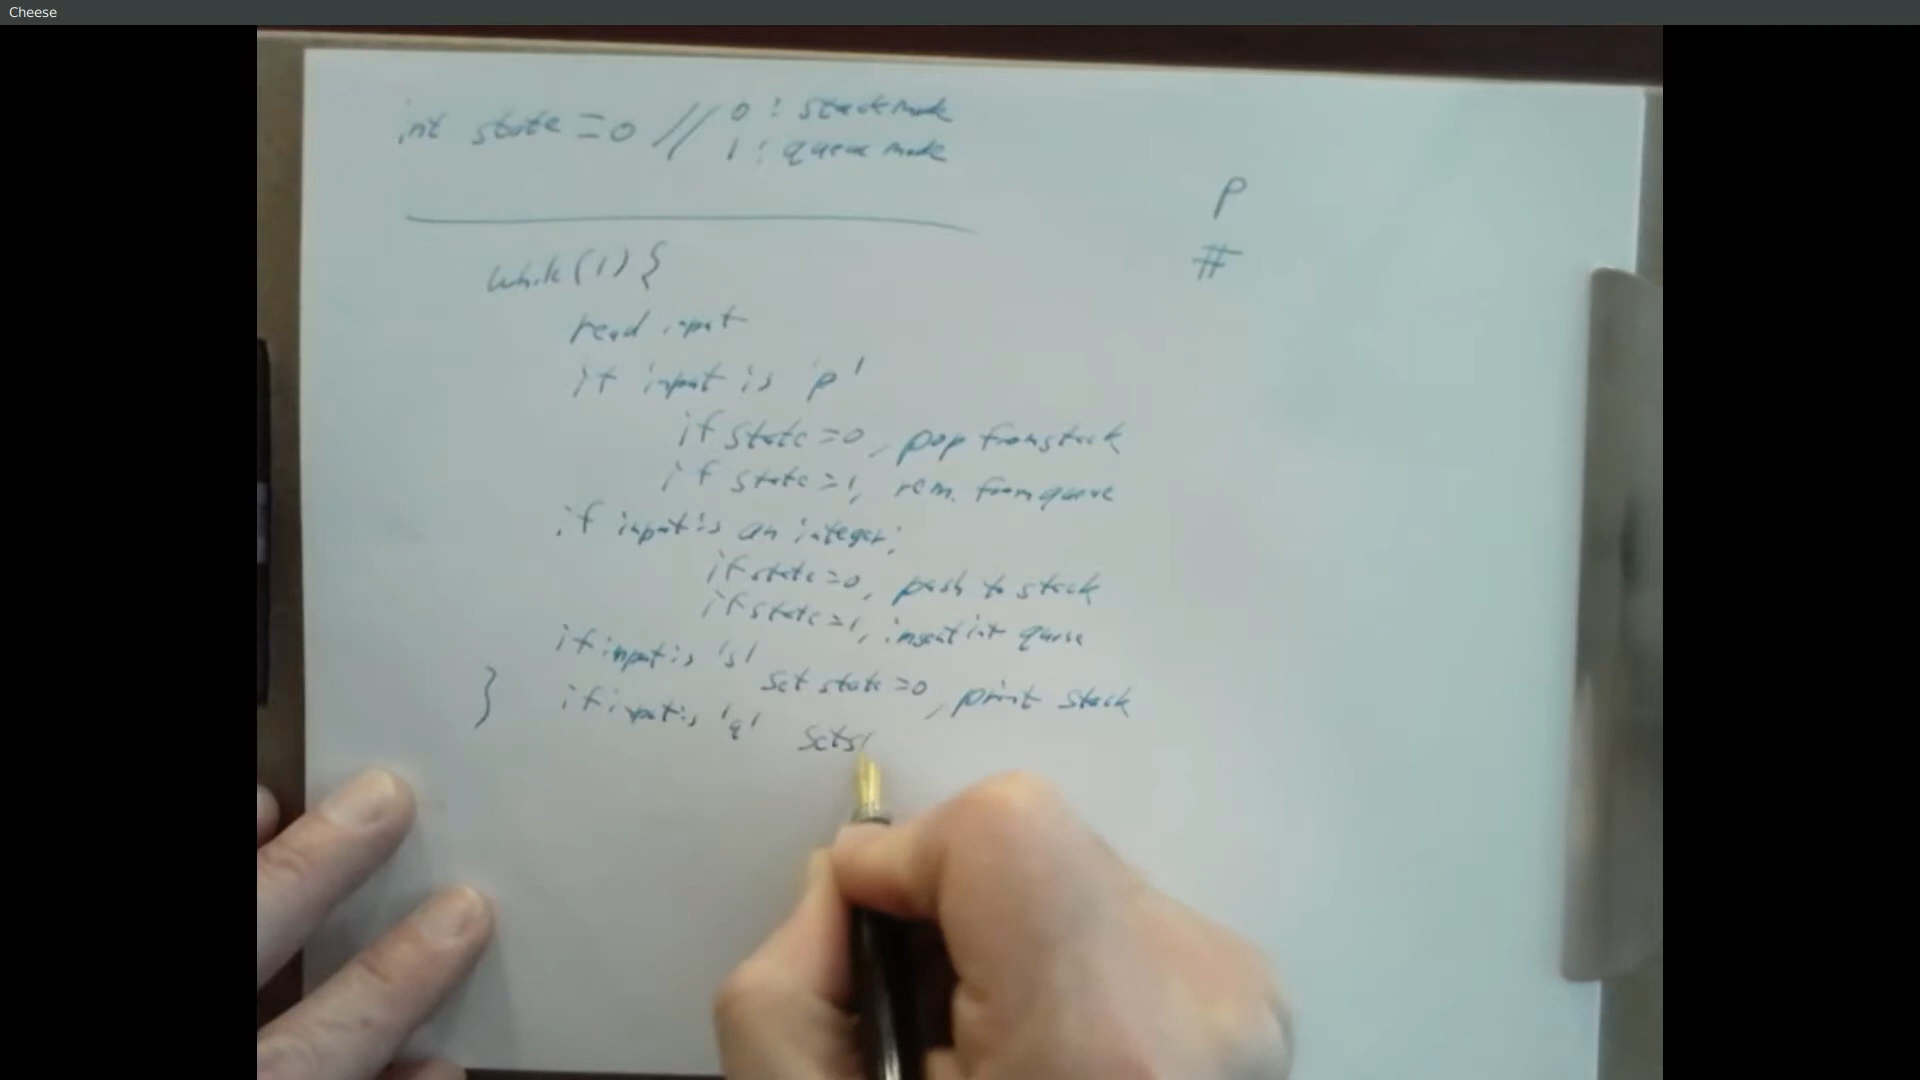 Cheese
int state = 0 // 0 : stack mode
1 : queue mode
P
#
while (1) {
read input
if input is 'p'
if state = 0, pop from stack
if state = 1, rem. from queue
if input is an integer;
if state = 0, push to stack
if state = 1, insert int queue
if input is 's'
set state = 0, print stack
} if input is 'q' set s